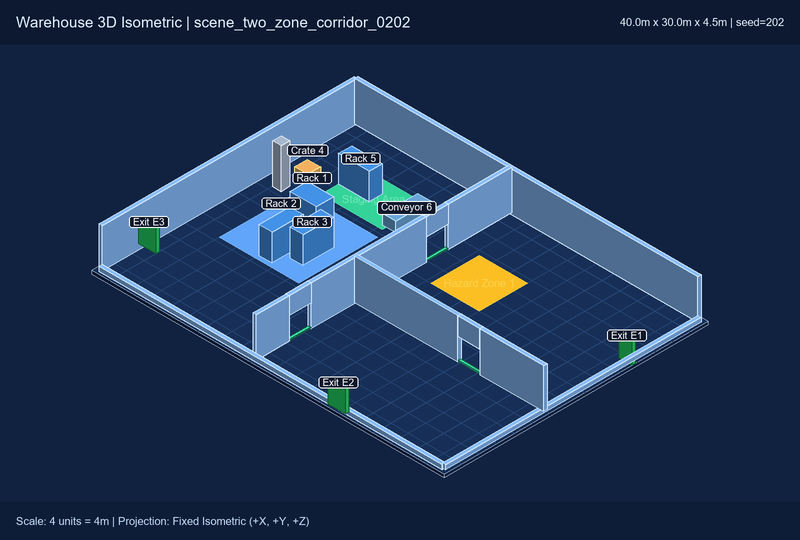 Warehouse 3D Isometric | scene_two_zone_corridor_0202
40.0m x 30.0m x 4.5m | seed=202
Crate 4
Rack 5
Rack 1
Rack 2
Conveyor 6
Rack 3
Exit E3
Hazard Zone 1
Exit E1
Exit E2
Scale: 4 units = 4m | Projection: Fixed Isometric (+X, +Y, +Z)